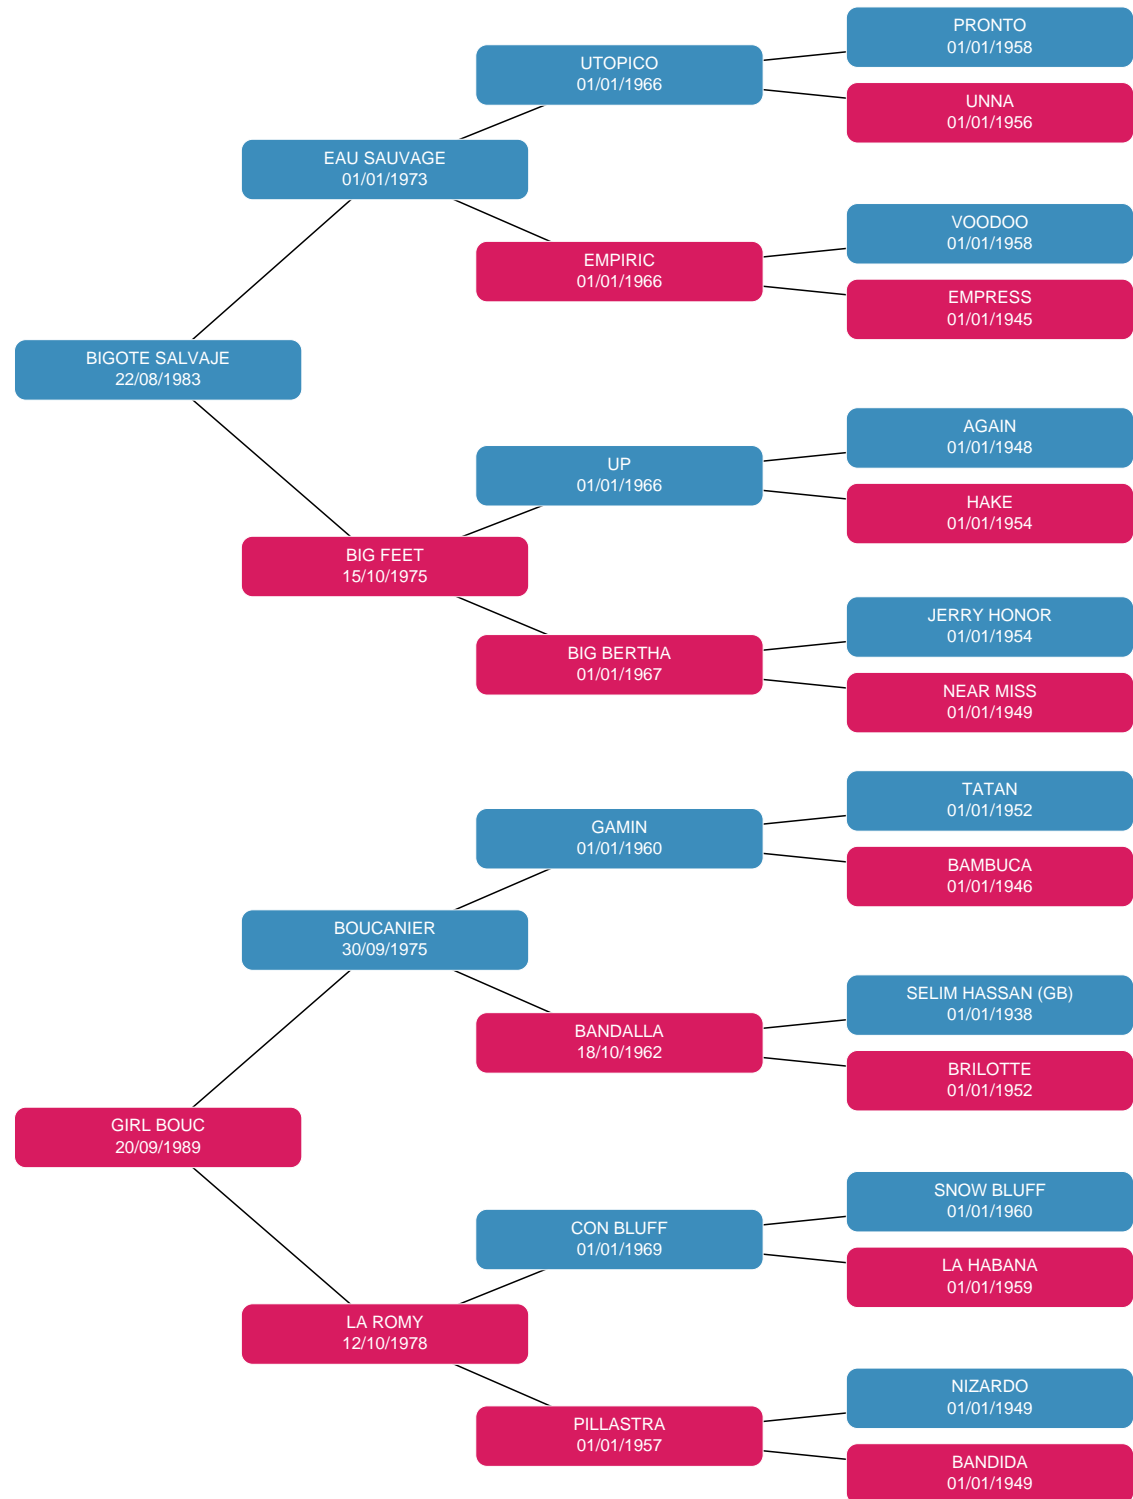 PRONTO
01/01/1958
UTOPICO
01/01/1966
UNNA
01/01/1956
EAU SAUVAGE
01/01/1973
VOODOO
01/01/1958
EMPIRIC
01/01/1966
EMPRESS
01/01/1945
BIGOTE SALVAJE
22/08/1983
AGAIN
01/01/1948
UP
01/01/1966
HAKE
01/01/1954
BIG FEET
15/10/1975
JERRY HONOR
01/01/1954
BIG BERTHA
01/01/1967
NEAR MISS
01/01/1949
TATAN
01/01/1952
GAMIN
01/01/1960
BAMBUCA
01/01/1946
BOUCANIER
30/09/1975
SELIM HASSAN (GB)
01/01/1938
BANDALLA
18/10/1962
BRILOTTE
01/01/1952
GIRL BOUC
20/09/1989
SNOW BLUFF
01/01/1960
CON BLUFF
01/01/1969
LA HABANA
01/01/1959
LA ROMY
12/10/1978
NIZARDO
01/01/1949
PILLASTRA
01/01/1957
BANDIDA
01/01/1949